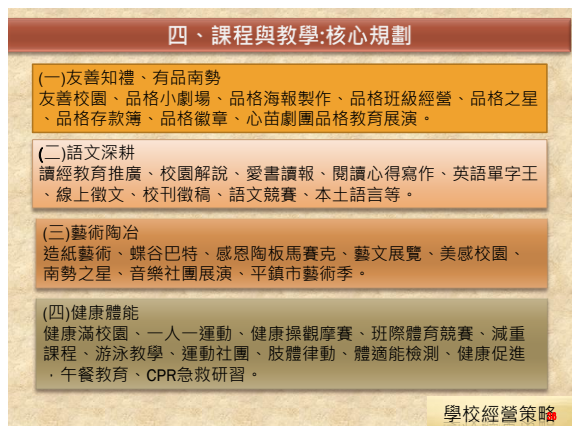 四、課程與教學:核心規劃
(一)友善知禮、有品南勢
友善校園、品格小劇場、品格海報製作、品格班級經營、品格之星
、品格存款簿、品格徽章、心苗劇團品格教育展演。
(二)語文深耕
讀經教育推廣、校園解說、愛書讀報、閱讀心得寫作、英語單字王
、線上徵文、校刊徵稿、語文競賽、本土語言等。
(三)藝術陶冶
造紙藝術、蝶谷巴特、感恩陶板馬賽克、藝文展覽、美感校園、
南勢之星、音樂社團展演、平鎮市藝術季。
(四)健康體能
健康滿校園、一人一運動、健康操觀摩賽、班際體育競賽、減重
課程、游泳教學、運動社團、肢體律動、體適能檢測、健康促進
﹐午餐教育、CPR急救研習。
學校經營策略